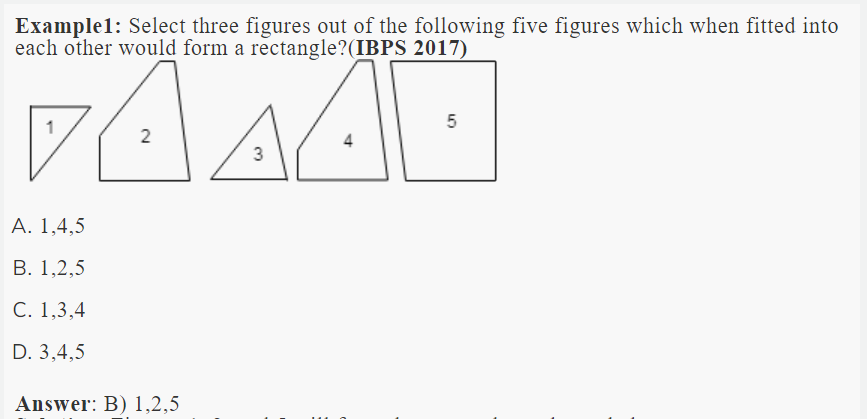 Example1: Select three figures out of the following five figures which when fitted into
each other would form a rectangle?(IBPS 2017)
1
2
3
4
5
A. 1,4,5
B. 1,2,5
C. 1,3,4
D. 3,4,5
Answer: B) 1,2,5